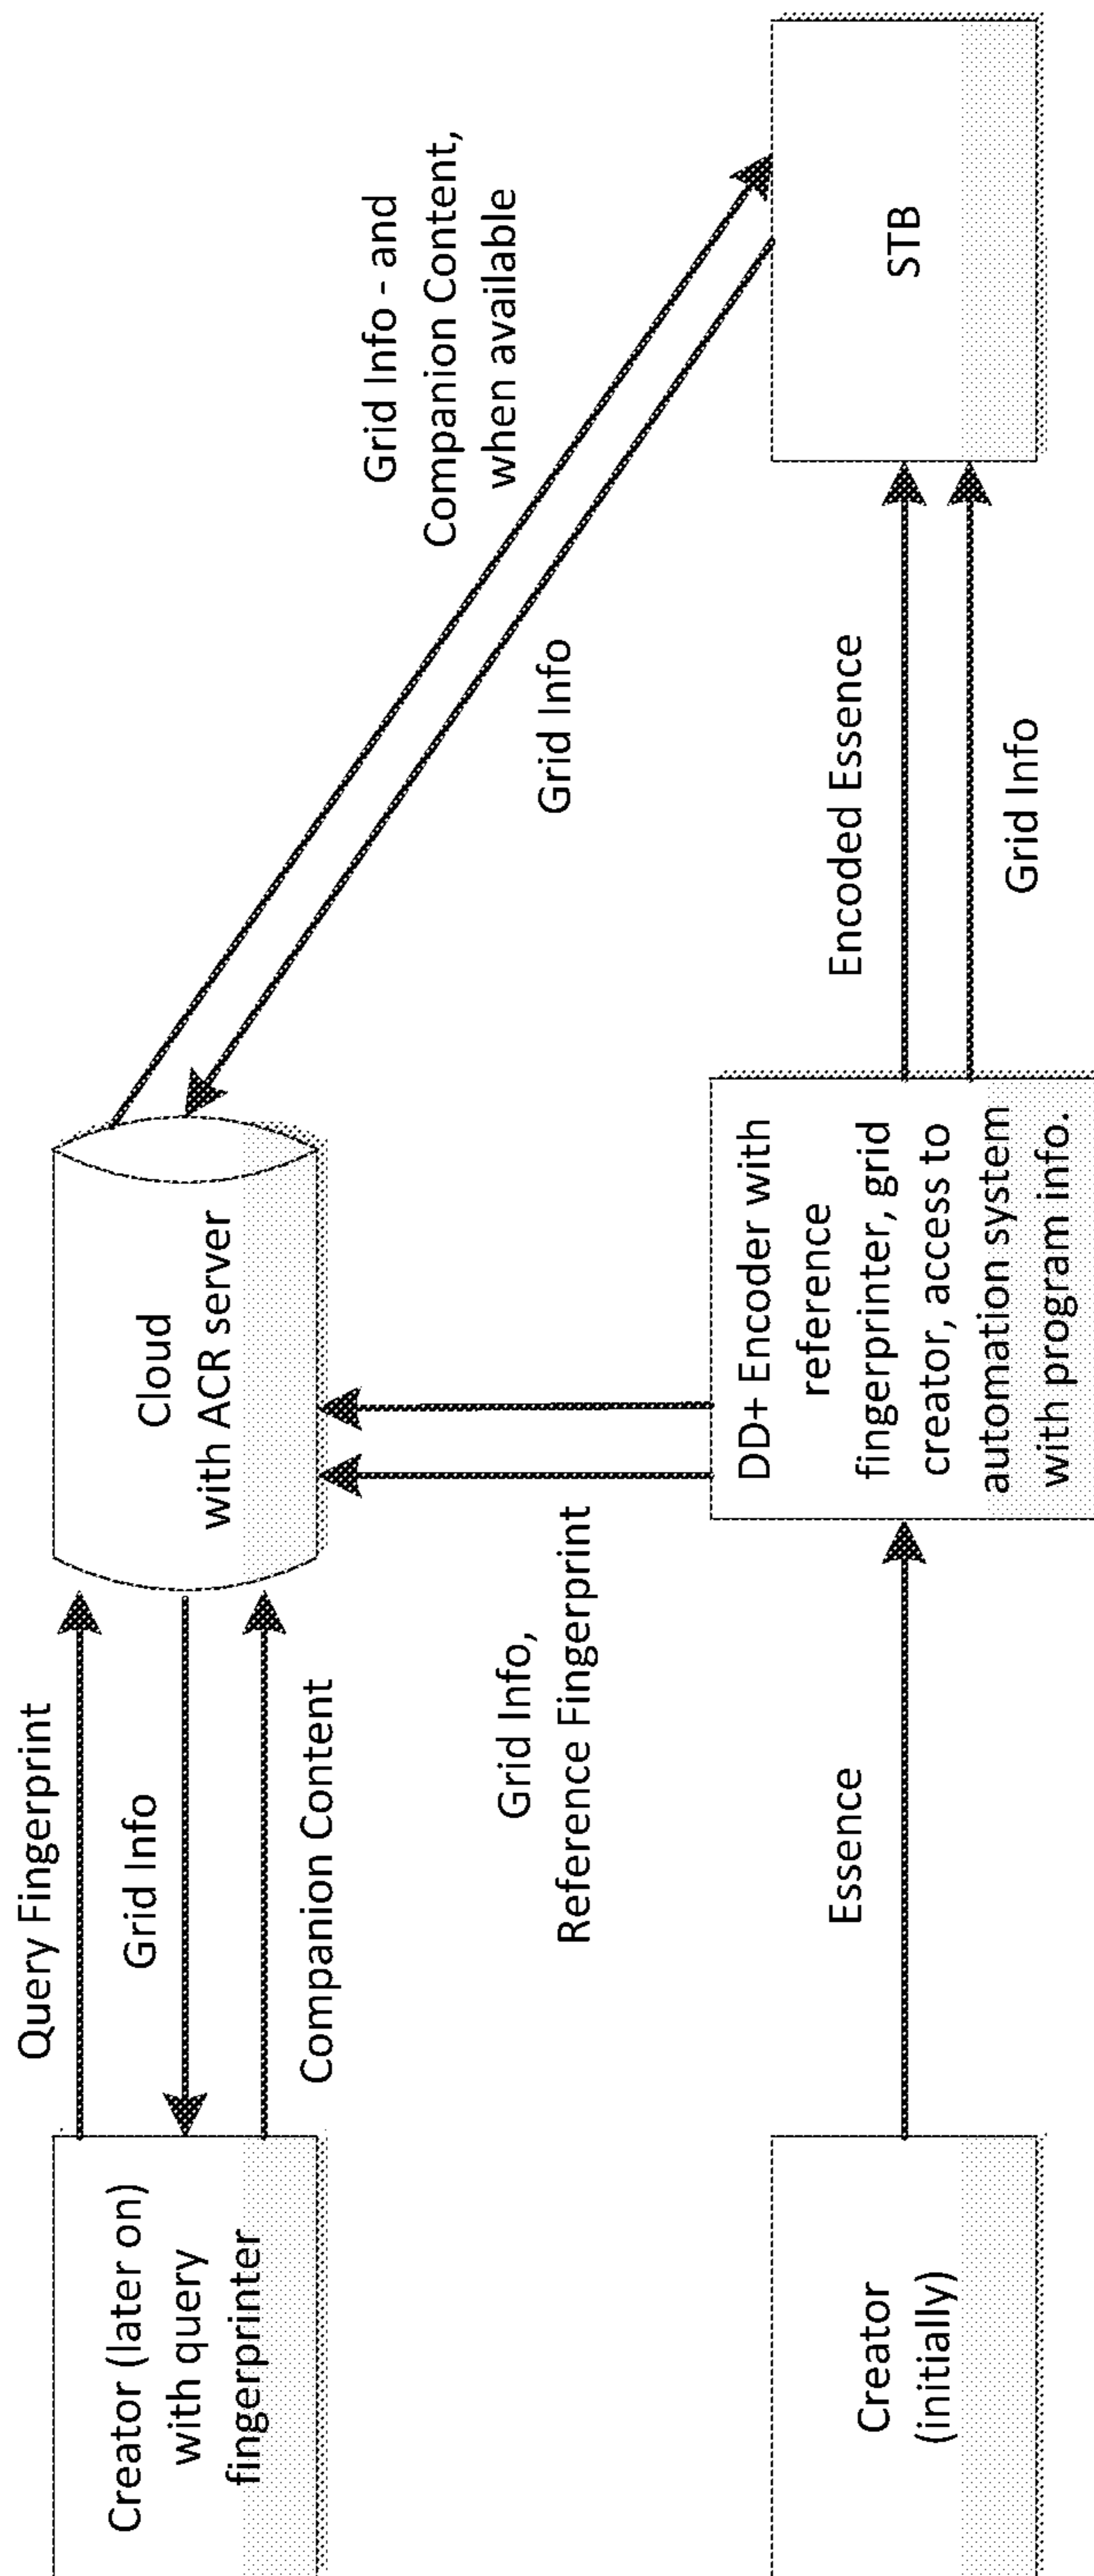 Query Fingerprint
Creator (later on)
with query
fingerprinter
Grid Info
Companion Content
Cloud
with ACR server
Grid Info - and
Companion Content,
when available
Grid Info
Grid Info,
Reference Fingerprint
Creator
(initially)
Essence
DD+ Encoder with
reference
fingerprinter, grid
creator, access to
automation system
with program info.
Encoded Essence
Grid Info
STB